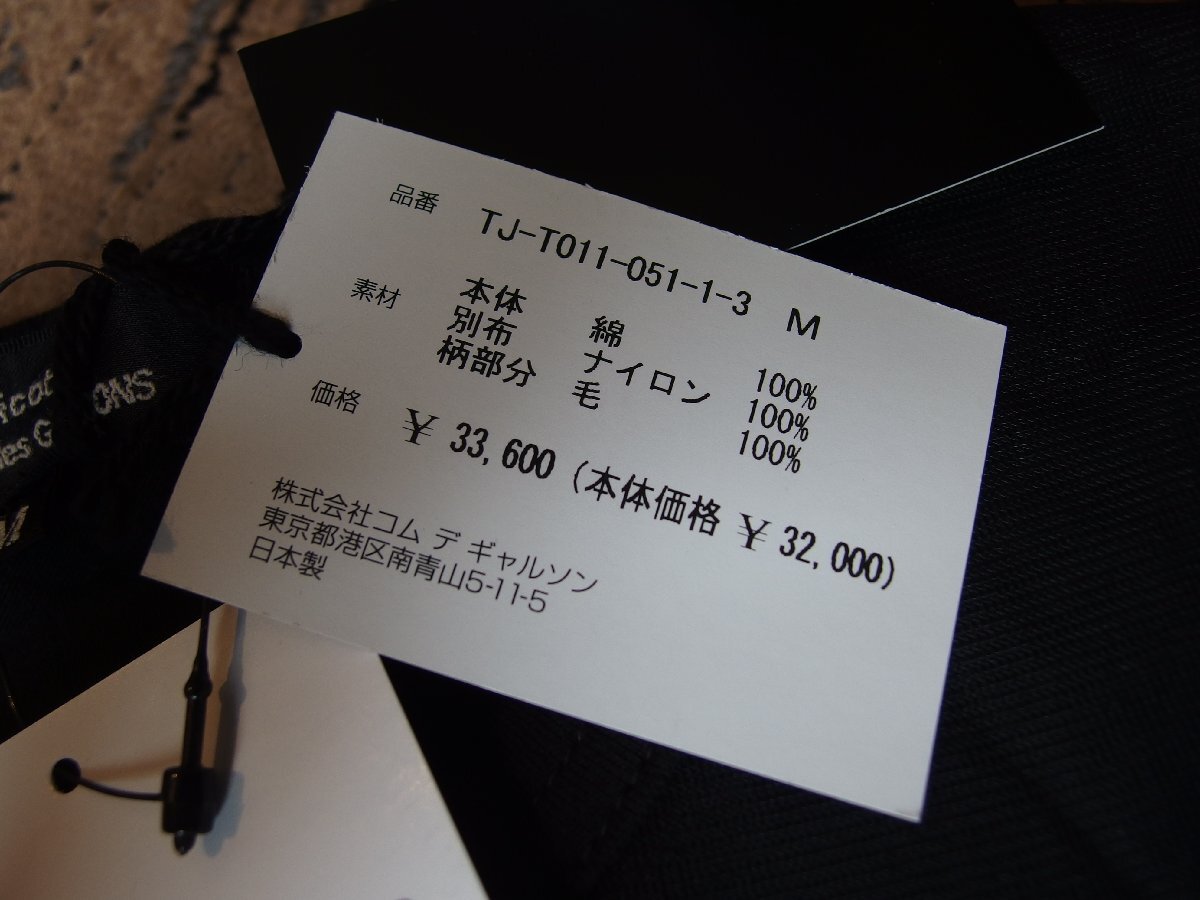 品番 TJ-T011-051-1-3 M
素材 本体 綿 100%
別布 ナイロン 100%
柄部分 毛 100%
価格 ¥ 33,600 (本体価格 ¥ 32,000)
株式会社コム デ ギャルソン
東京都港区南青山5-11-5
日本製
icot
ONS
des G
M